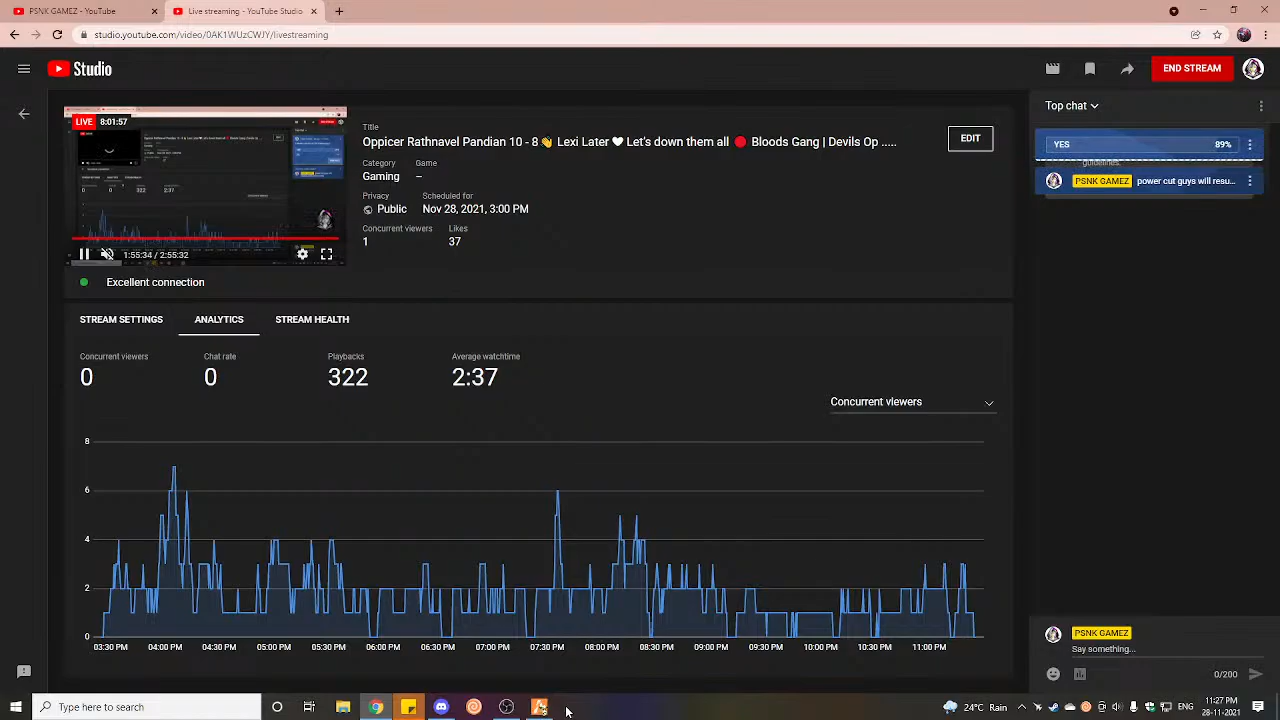 PSNK GAMEZ - YouTube
Live streaming - YouTube Studio
studio.youtube.com/video/0AK1WUzCWJY/livestreaming
Studio
END STREAM
LIVE 8:01:57
1:55:34 / 2:55:32
Title
Oppicer Rathnavel Pandian 10 - 8 👋 Let's Down them all | Bloods Gang |
EDIT
Category Game
Gaming
Privacy Scheduled for
Public Nov 28, 2021, 3:00 PM
Concurrent viewers Likes
1 37
Excellent connection
STREAM SETTINGS ANALYTICS STREAM HEALTH
Concurrent viewers Chat rate Playbacks Average watchtime
0 0 322 2:37
Concurrent viewers
8
6
4
2
0
03:30 PM 04:00 PM 04:30 PM 05:00 PM 05:30 PM 06:00 PM 06:30 PM 07:00 PM 07:30 PM 08:00 PM 08:30 PM 09:00 PM 09:30 PM 10:00 PM 10:30 PM 11:00 PM
Top chat
YES 89%
guidelines.
PSNK GAMEZ power cut guys will resu...
PSNK GAMEZ
Say something...
0/200
Type here to search
24°C Rain
11:27 PM
28-11-2021